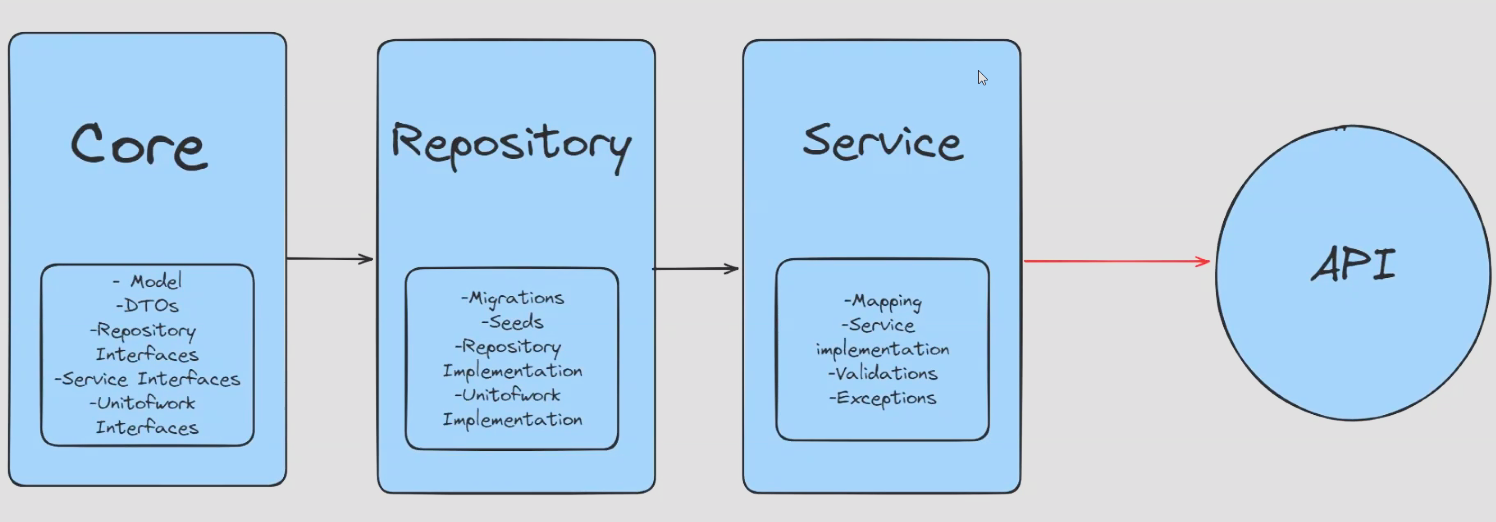 Core
- Model
-DTOs
-Repository
Interfaces
-Service Interfaces
-Unitofwork
Interfaces
Repository
-Migrations
-Seeds
-Repository
Implementation
-Unitofwork
Implementation
Service
-Mapping
-Service
implementation
-Validations
-Exceptions
API